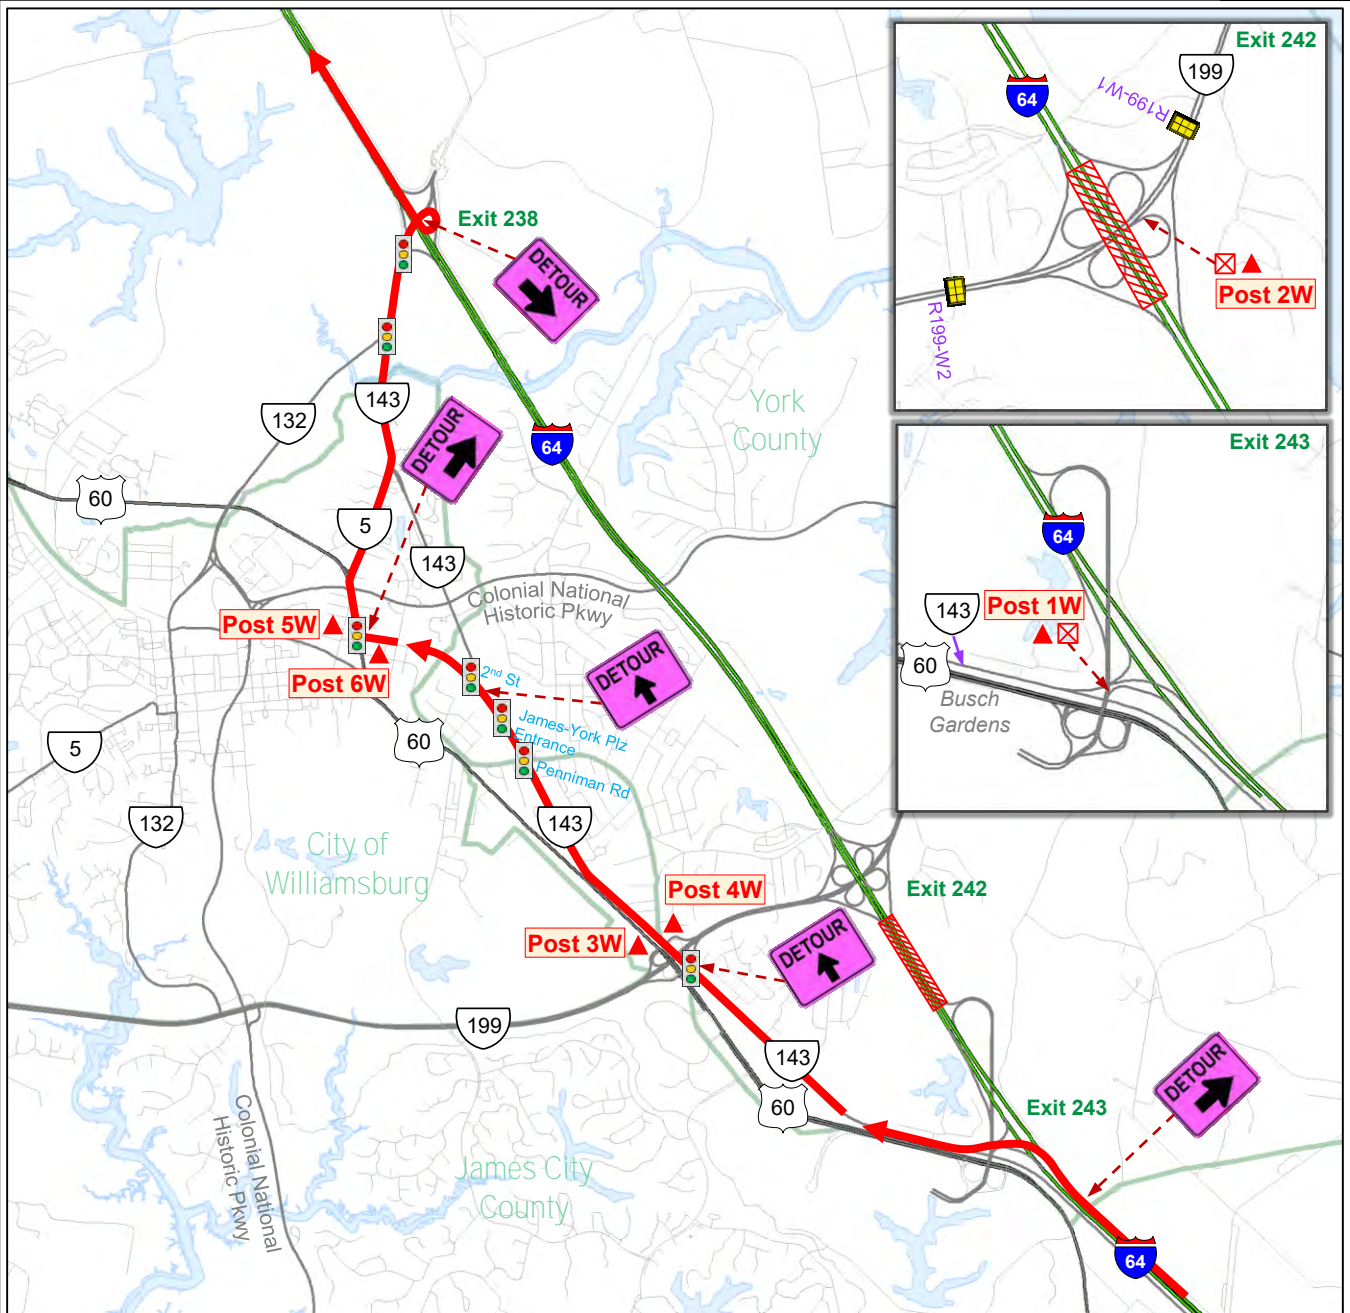 Exit 242
64
199
R199-W1
Post 2W
R199-W2
Exit 243
64
143
Post 1W
60
Busch
Gardens
Exit 238
DETOUR
143
132
DETOUR
64
York
County
60
5
143
Colonial National
Historic Pkwy
Post 5W
Post 6W
2nd St
DETOUR
James-York Plz
Entrance
Penniman Rd
60
5
132
143
City of
Williamsburg
Post 4W
Exit 242
Post 3W
DETOUR
199
143
60
Exit 243
DETOUR
Colonial National
Historic Pkwy
James City
County
64